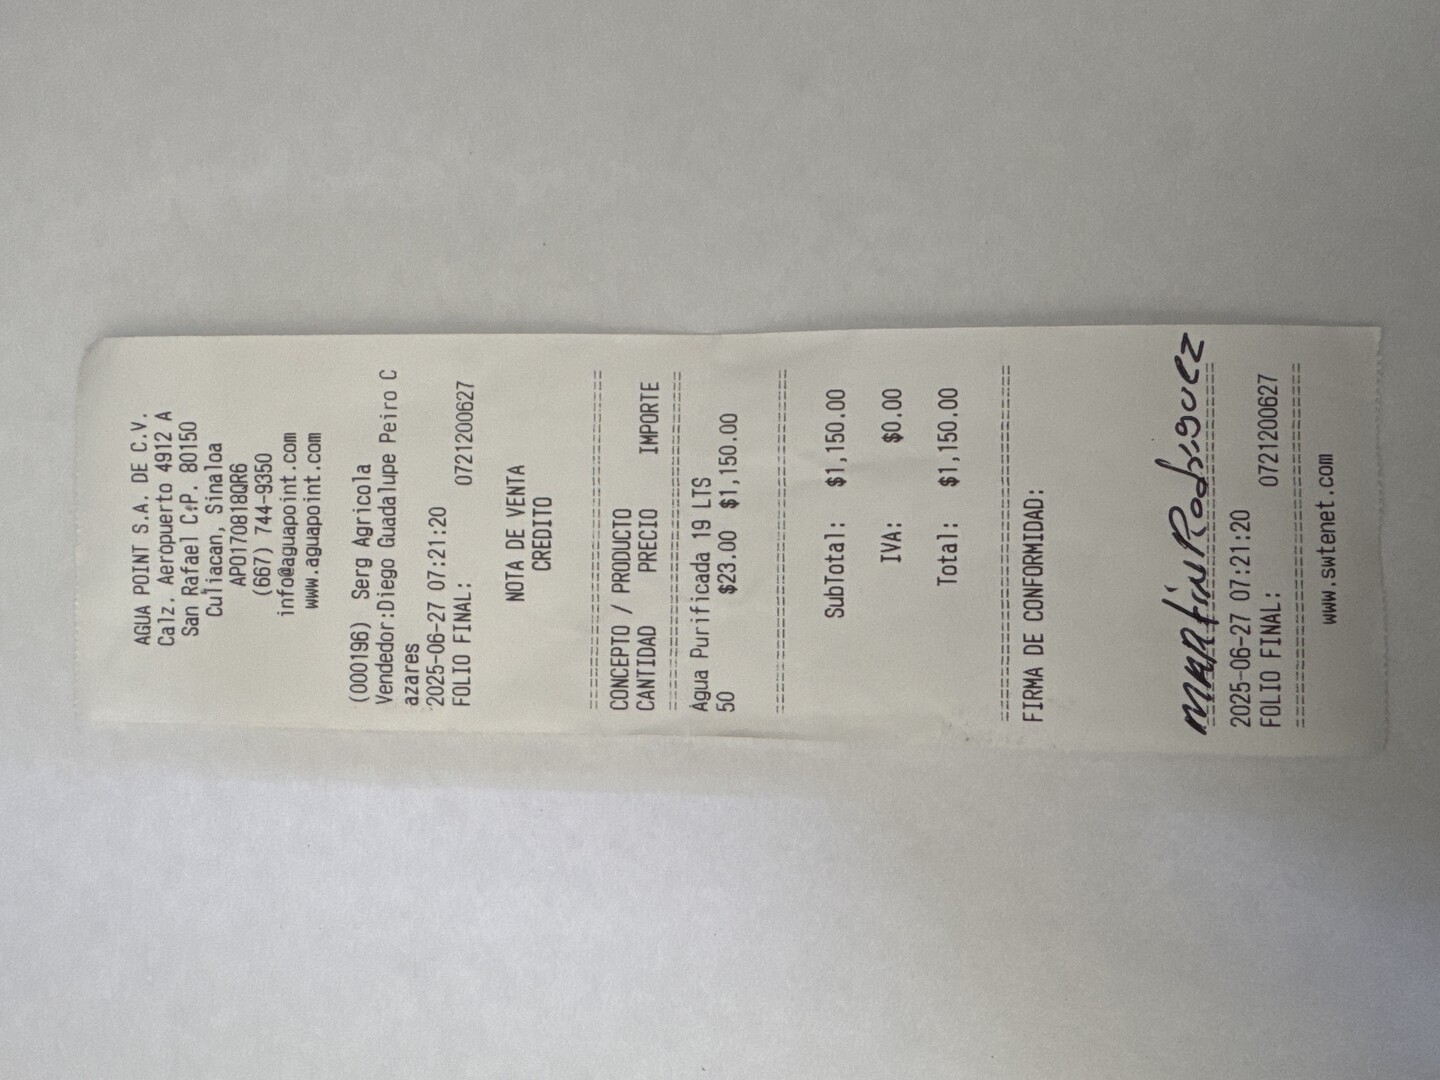 AGUA POINT S.A. DE C.V.
Calz. Aeropuerto 4912 A
San Rafael C.P. 80150
Culiacan, Sinaloa
APO170818QR6
(667) 744-9350
info@aguapoint.com
www.aguapoint.com
(000196) Serg Agricola
Vendedor:Diego Guadalupe Peiro C
azares
2025-06-27 07:21:20
FOLIO FINAL: 0721200627
NOTA DE VENTA
CREDITO
================================
CONCEPTO / PRODUCTO
CANTIDAD PRECIO IMPORTE
================================
Agua Purificada 19 LTS
50 $23.00 $1,150.00
================================
SubTotal: $1,150.00
IVA: $0.00
Total: $1,150.00
================================
FIRMA DE CONFORMIDAD:
Martin Rodriguez
================================
2025-06-27 07:21:20
FOLIO FINAL: 0721200627
================================
www.swtenet.com